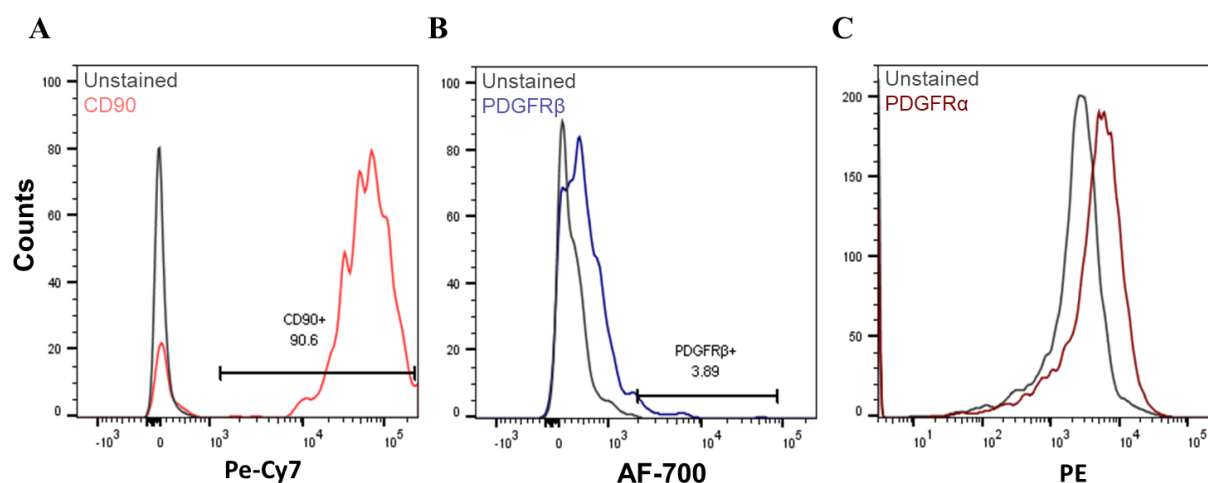 A
Unstained
CD90
100
80
60
40
20
0
Counts
CD90+
90.6
-10³ 0 10³ 10⁴ 10⁵
Pe-Cy7
B
Unstained
PDGFRβ
100
80
60
40
20
0
PDGFRβ+
3.89
-10³ 0 10³ 10⁴ 10⁵
AF-700
C
Unstained
PDGFRα
200
150
100
50
0
10¹ 10² 10³ 10⁴ 10⁵
PE